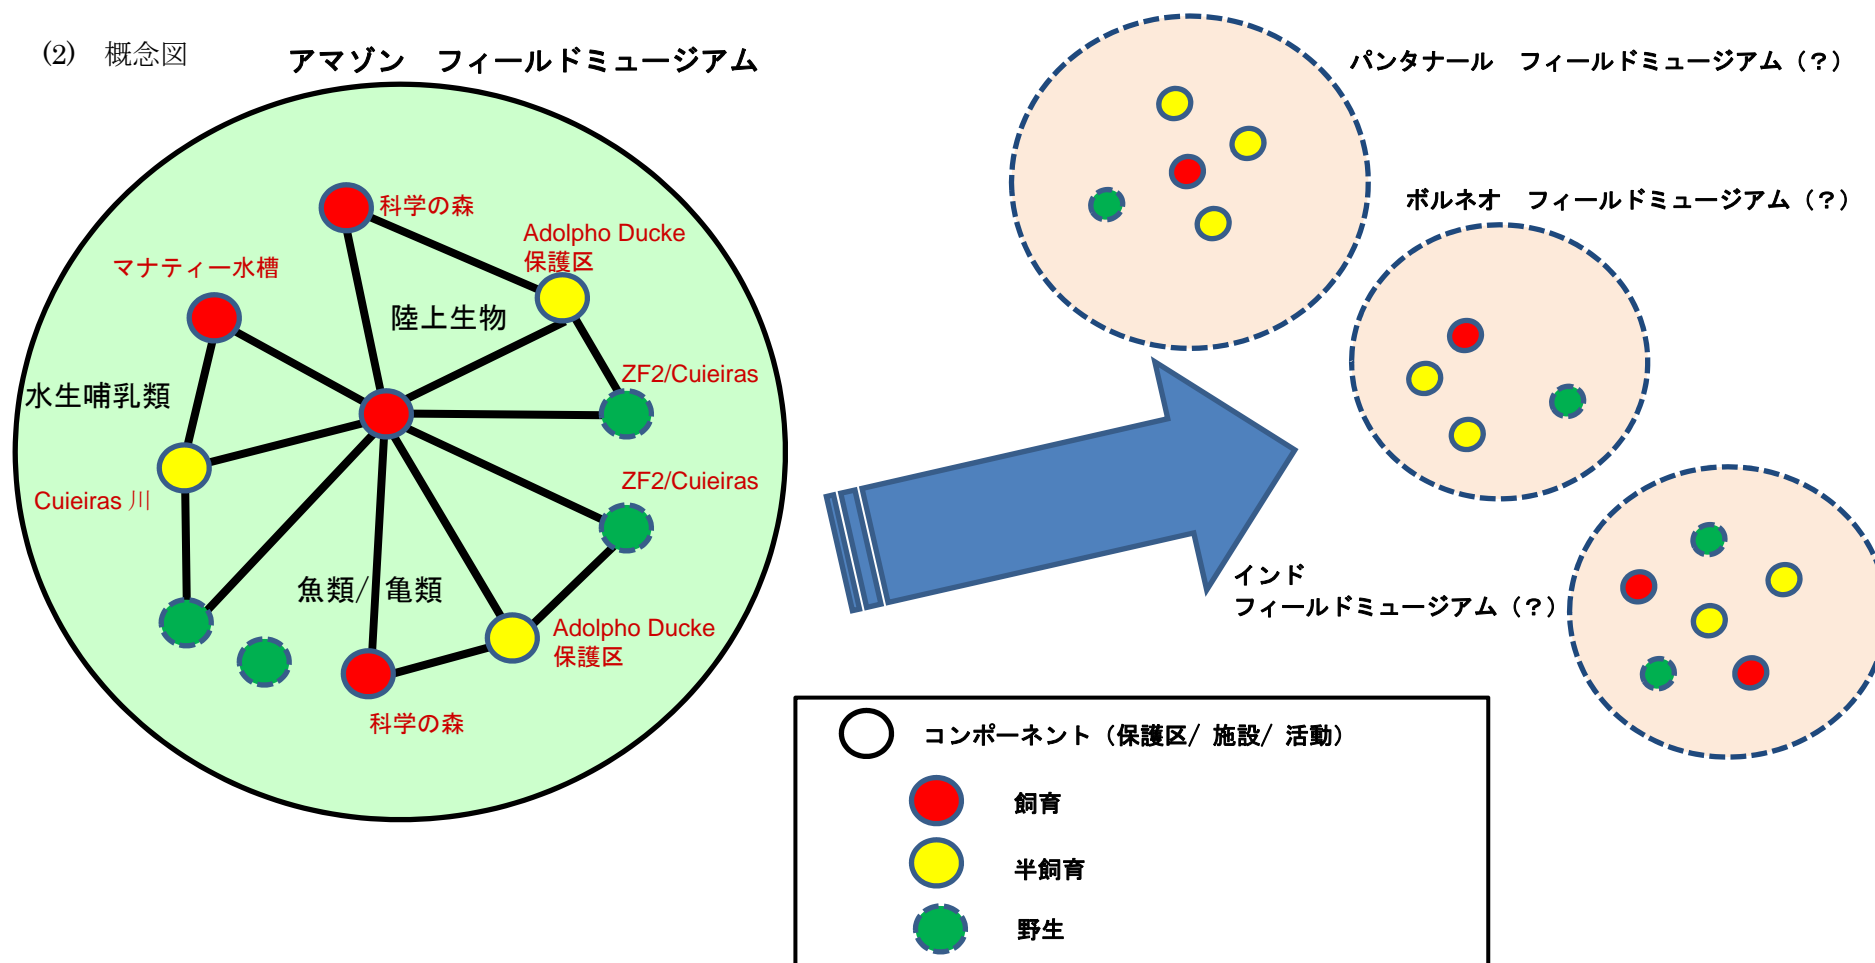 (2) 概念図
アマゾン フィールドミュージアム
パンタナール フィールドミュージアム（？）
科学の森
Adolpho Ducke
保護区
マナティー水槽
陸上生物
ボルネオ フィールドミュージアム（？）
水生哺乳類
ZF2/Cuieiras
Cuieiras 川
ZF2/Cuieiras
魚類/ 亀類
インド
フィールドミュージアム（？）
Adolpho Ducke
保護区
科学の森
コンポーネント（保護区/ 施設/ 活動）
飼育
半飼育
野生